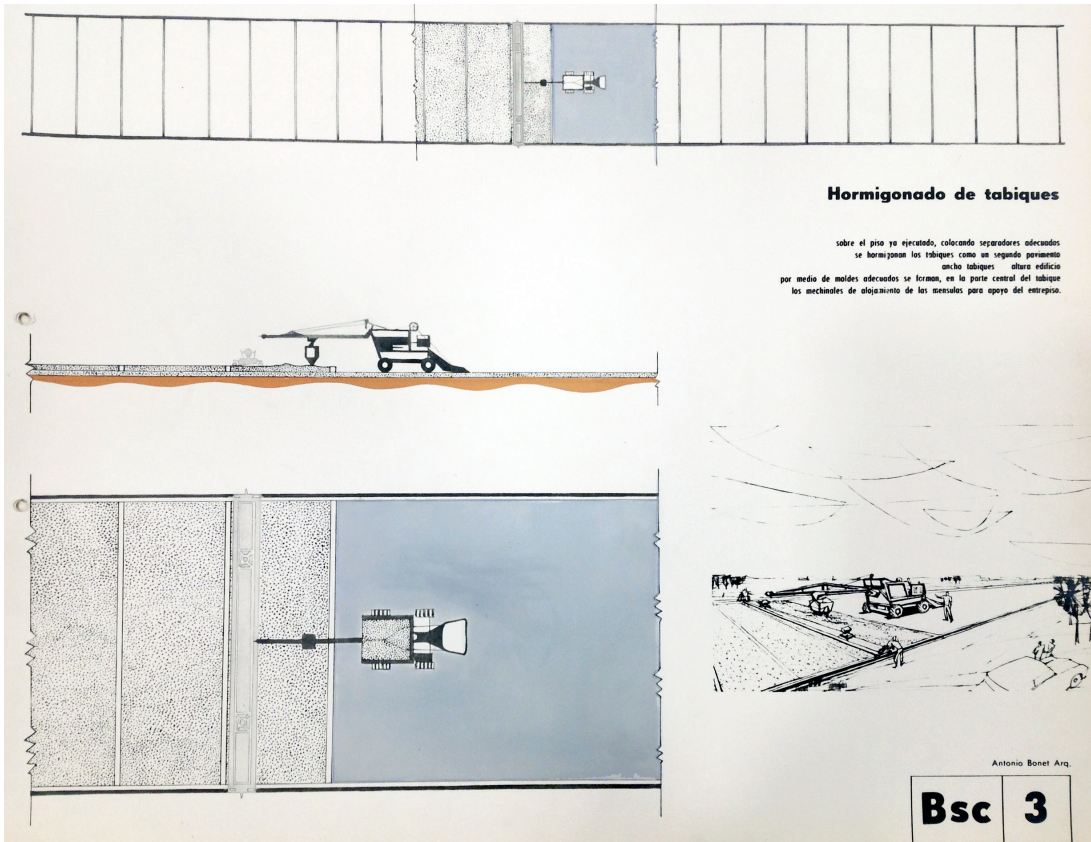 Hormigonado de tabiques
sobre el piso ya ejecutado, colocando separadores adecuados
se hormigonan los tabiques como un segundo pavimento
ancho tabiques altura edificio
por medio de moldes adecuados se forman, en la parte central del tabique
los mechinales de alojamiento de las mensulas para apoyo del entrepiso.
Antonio Bonet Arq.
Bsc 3